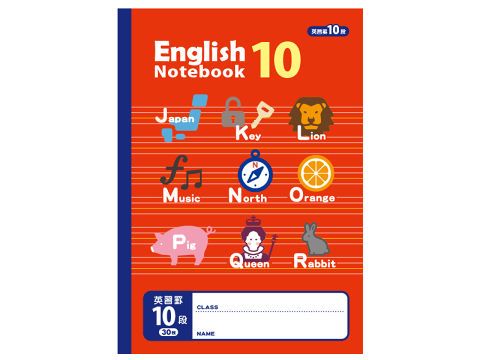 English
Notebook 10
英習罫10段
Japan
Key
Lion
Music
North
Orange
Pig
Queen
Rabbit
英習罫
10段
30枚
CLASS
NAME